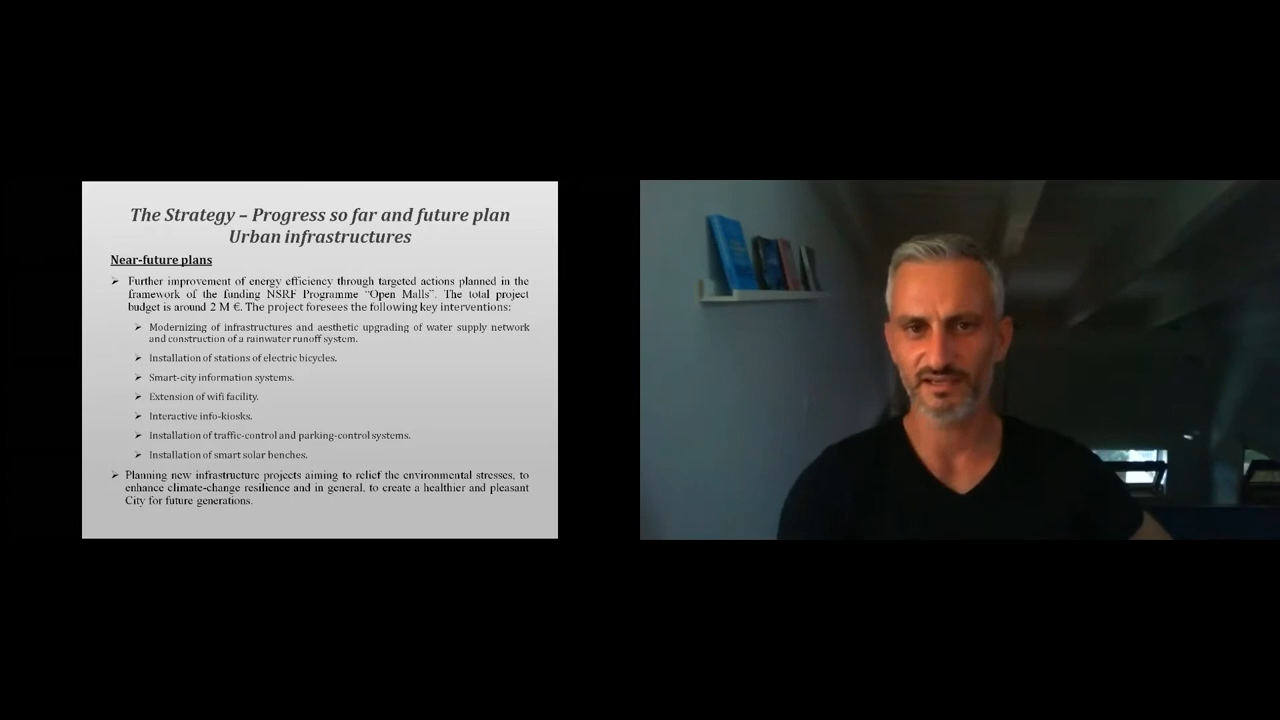 The Strategy – Progress so far and future plan
Urban infrastructures
Near-future plans
➢ Further improvement of energy efficiency through targeted actions planned in the
framework of the funding NSRF Programme “Open Malls”. The total project
budget is around 2 M €. The project foresees the following key interventions:
➢ Modernizing of infrastructures and aesthetic upgrading of water supply network
and construction of a rainwater runoff system.
➢ Installation of stations of electric bicycles.
➢ Smart-city information systems.
➢ Extension of wifi facility.
➢ Interactive info-kiosks.
➢ Installation of traffic-control and parking-control systems.
➢ Installation of smart solar benches.
➢ Planning new infrastructure projects aiming to relief the environmental stresses, to
enhance climate-change resilience and in general, to create a healthier and pleasant
City for future generations.